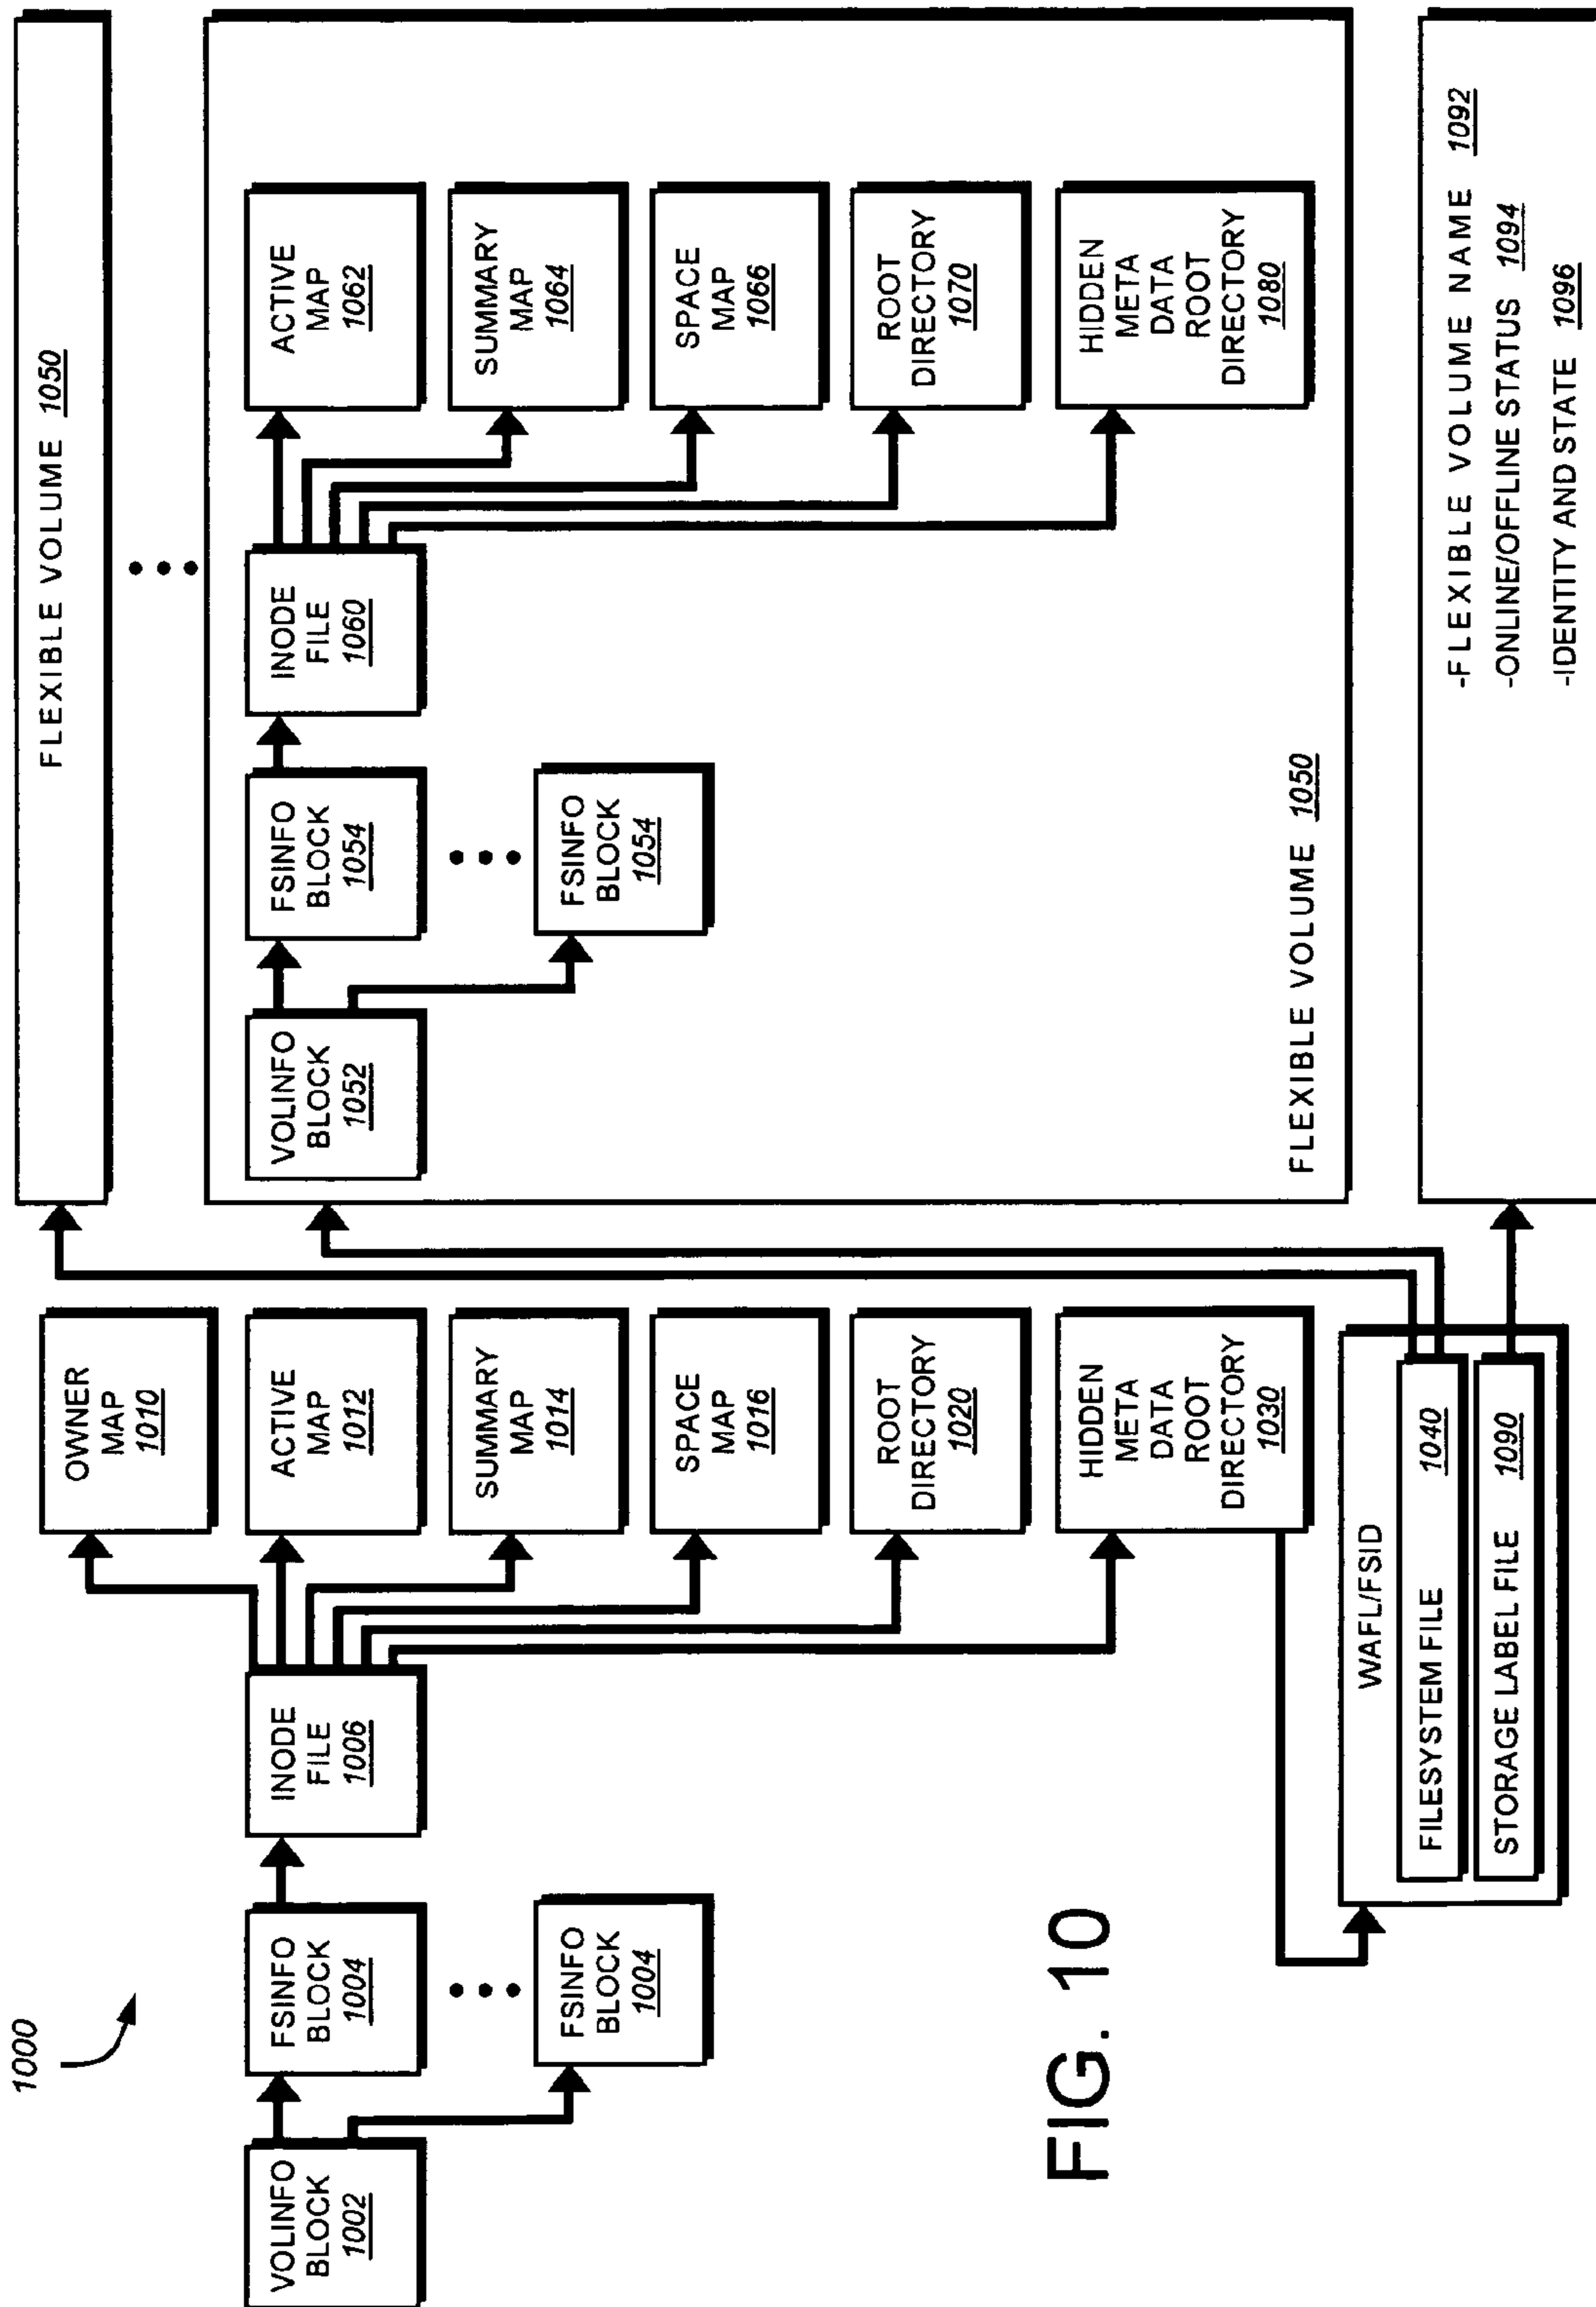 1000
VOLINFO
BLOCK
1002
FSINFO
BLOCK
1004
FSINFO
BLOCK
1004
INODE
FILE
1006
OWNER
MAP
1010
ACTIVE
MAP
1012
SUMMARY
MAP
1014
SPACE
MAP
1016
ROOT
DIRECTORY
1020
HIDDEN
META
DATA
ROOT
DIRECTORY
1030
WAFL/FSID
FILESYSTEM FILE 1040
STORAGE LABEL FILE 1090
FLEXIBLE VOLUME 1050
VOLINFO
BLOCK
1052
FSINFO
BLOCK
1054
FSINFO
BLOCK
1054
INODE
FILE
1060
ACTIVE
MAP
1062
SUMMARY
MAP
1064
SPACE
MAP
1066
ROOT
DIRECTORY
1070
HIDDEN
META
DATA
ROOT
DIRECTORY
1080
FLEXIBLE VOLUME 1050
-FLEXIBLE VOLUME NAME 1092
-ONLINE/OFFLINE STATUS 1094
-IDENTITY AND STATE 1096
FIG. 10